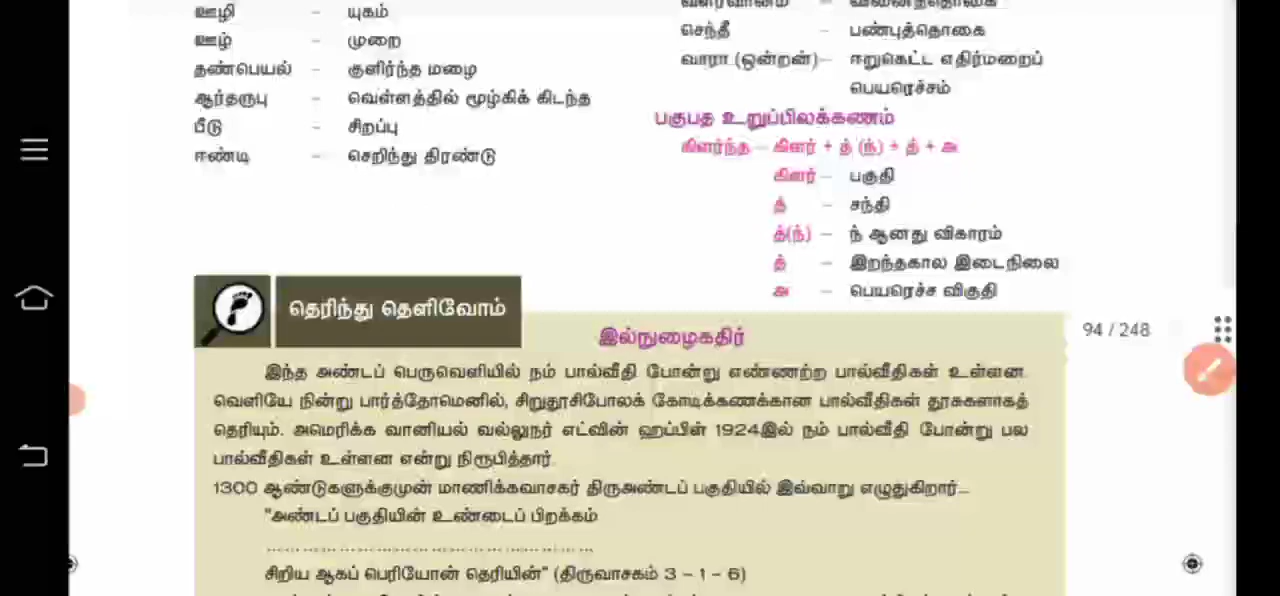 ஊழி – யுகம்
ஊழ் – முறை
தண்பெயல் – குளிர்ந்த மழை
ஆர்தருபு – வெள்ளத்தில் மூழ்கிக் கிடந்த
பீடு – சிறப்பு
ஈண்டி – செறிந்து திரண்டு
செந்தீ – பண்புத்தொகை
வாரா (ஒன்றன்) – ஈறுகெட்ட எதிர்மறைப்
பெயரெச்சம்
பகுபத உறுப்பிலக்கணம்
கிளர்ந்த – கிளர் + த் (ந்) + த் + அ
கிளர் – பகுதி
த் – சந்தி
த்(ந்) – ந் ஆனது விகாரம்
த் – இறந்தகால இடைநிலை
அ – பெயரெச்ச விகுதி
94 / 248
தெரிந்து தெளிவோம்
இல்நுழைகதிர்
இந்த அண்டப் பெருவெளியில் நம் பால்வீதி போன்று எண்ணற்ற பால்வீதிகள் உள்ளன.
வெளியே நின்று பார்த்தோமெனில், சிறுதூசிபோலக் கோடிக்கணக்கான பால்வீதிகள் தூசுகளாகத்
தெரியும். அமெரிக்க வானியல் வல்லுநர் எட்வின் ஹப்பிள் 1924இல் நம் பால்வீதி போன்று பல
பால்வீதிகள் உள்ளன என்று நிரூபித்தார்.
1300 ஆண்டுகளுக்குமுன் மாணிக்கவாசகர் திருஅண்டப் பகுதியில் இவ்வாறு எழுதுகிறார்...
"அண்டப் பகுதியின் உண்டைப் பிறக்கம்
......................................................
சிறிய ஆகப் பெரியோன் தெரியின்" (திருவாசகம் 3 – 1 – 6)